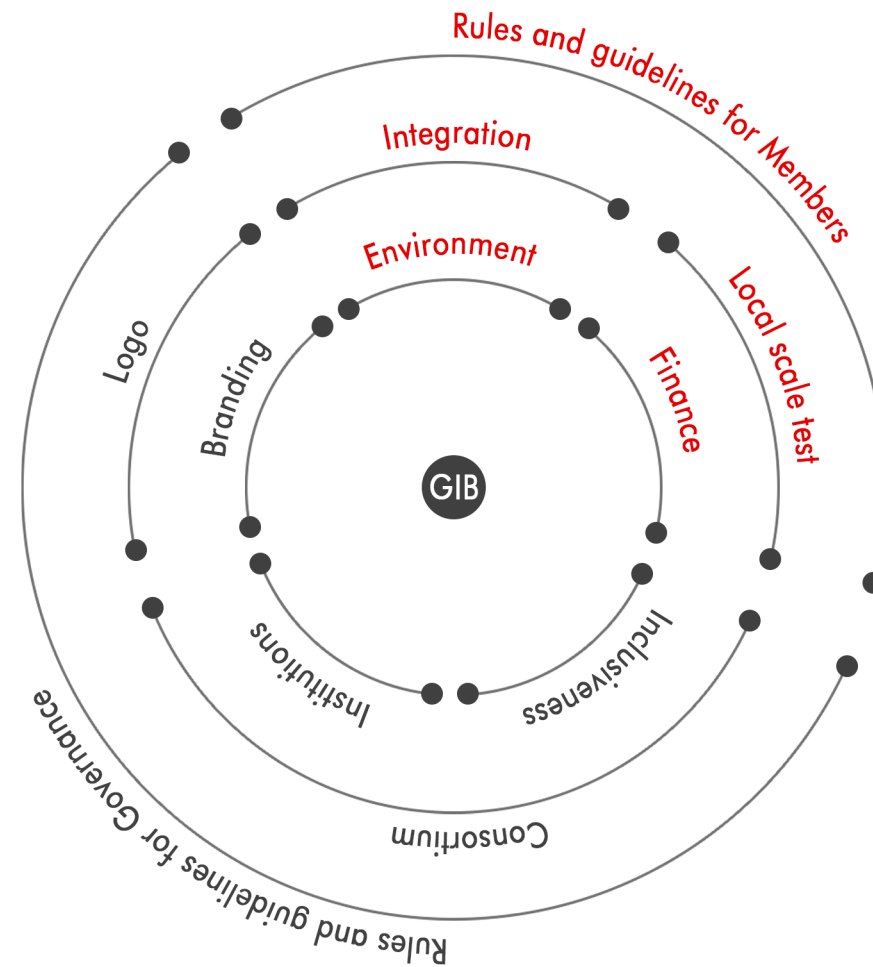 Rules and guidelines for Members
Integration
Environment
Local scale test
Logo
Branding
Finance
GIB
Institutions
Inclusiveness
Consortium
Rules and guidelines for Governance